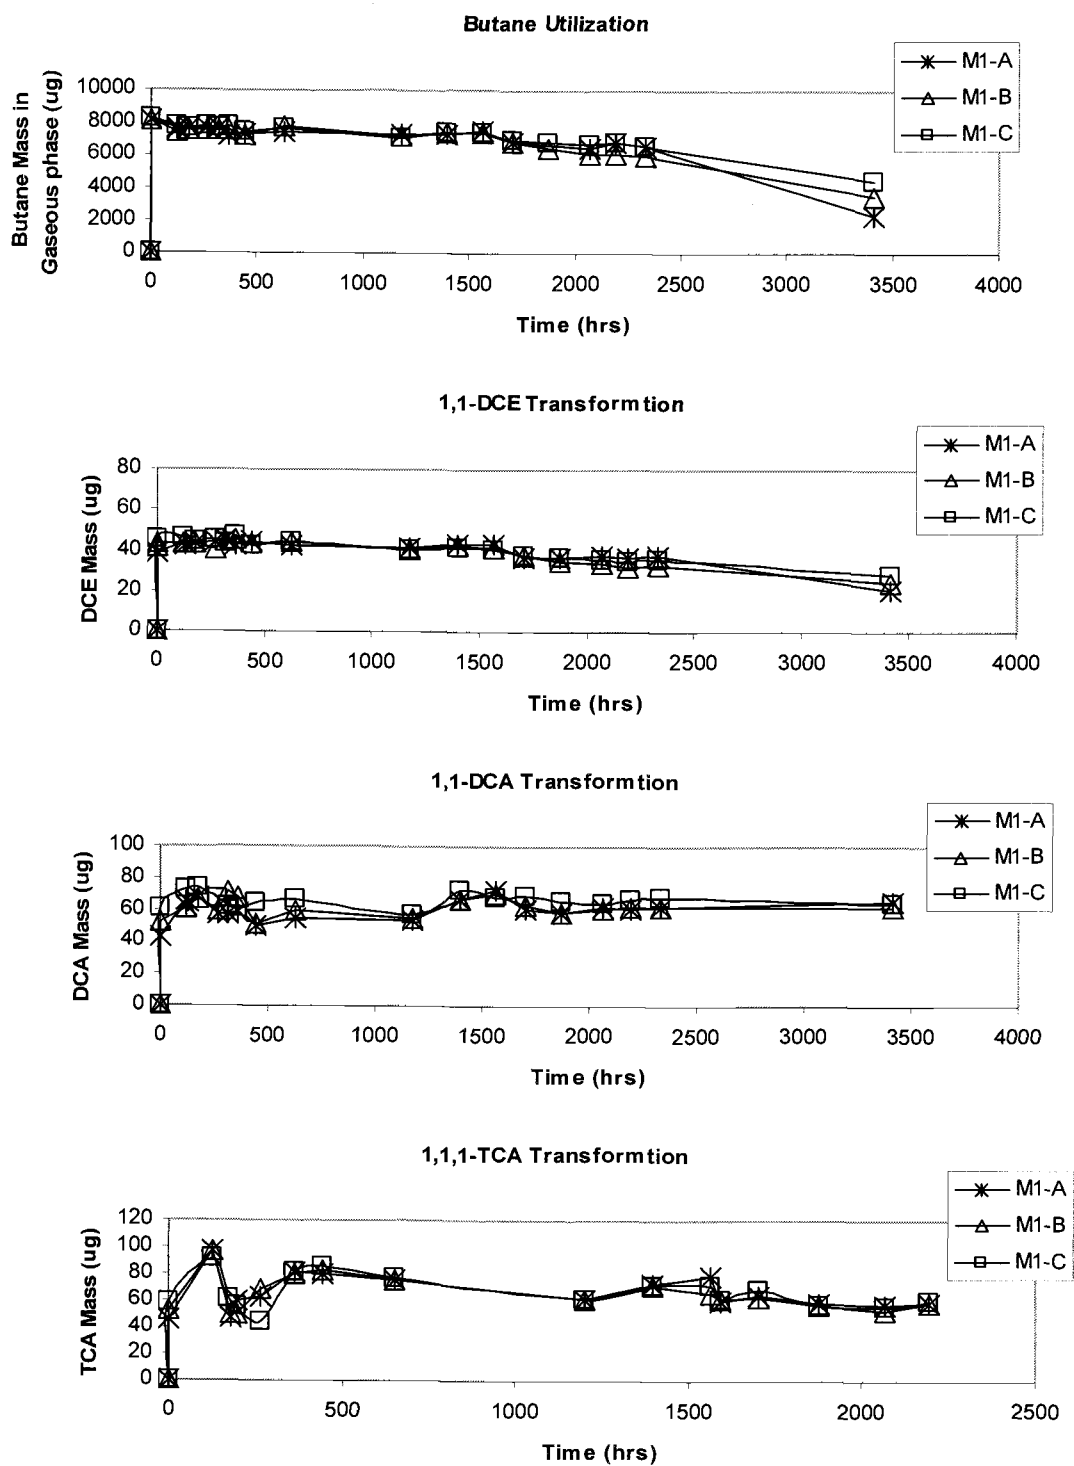 Butane Utilization
M1-A
M1-B
M1-C
Butane Mass in
Gaseous phase (ug)
10000
8000
6000
4000
2000
0
0 500 1000 1500 2000 2500 3000 3500 4000
Time (hrs)
1,1-DCE Transformtion
M1-A
M1-B
M1-C
DCE Mass (ug)
80
60
40
20
0
0 500 1000 1500 2000 2500 3000 3500 4000
Time (hrs)
1,1-DCA Transformtion
M1-A
M1-B
M1-C
DCA Mass (ug)
100
80
60
40
20
0
0 500 1000 1500 2000 2500 3000 3500 4000
Time (hrs)
1,1,1-TCA Transformtion
M1-A
M1-B
M1-C
TCA Mass (ug)
120
100
80
60
40
20
0
0 500 1000 1500 2000 2500
Time (hrs)